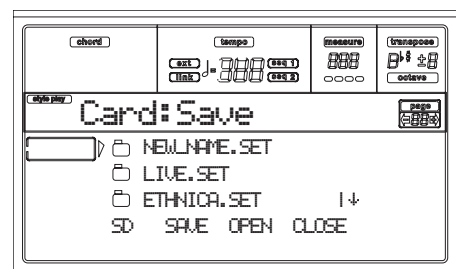 chord tempo measure transpose
ext link seq 1 seq 2 octave
style play Card:Save page
NEW_NAME.SET
LIVE.SET
ETHNICA.SET
SD SAVE OPEN CLOSE